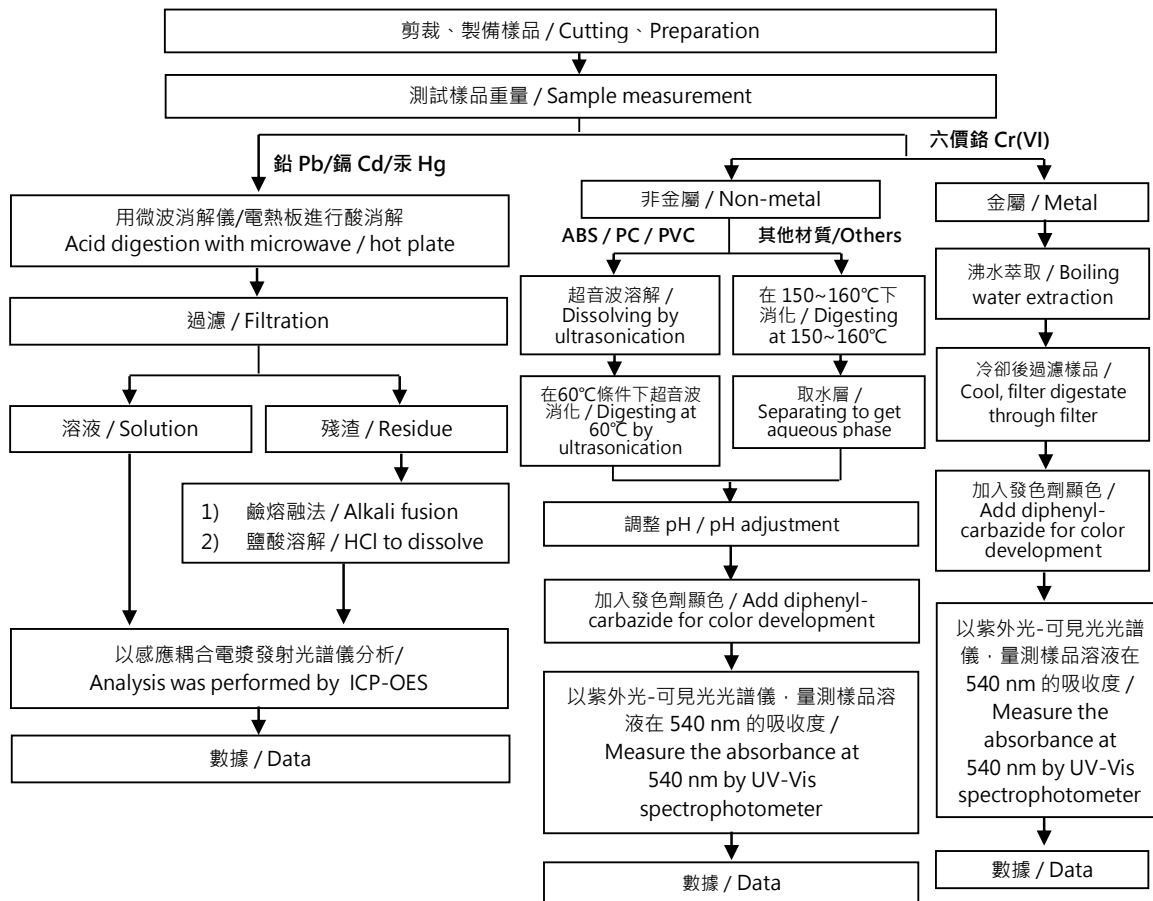 剪裁、製備樣品 / Cutting、Preparation
測試樣品重量 / Sample measurement
鉛 Pb/鎘 Cd/汞 Hg
用微波消解儀/電熱板進行酸消解
Acid digestion with microwave / hot plate
過濾 / Filtration
溶液 / Solution
殘渣 / Residue
1) 鹼熔融法 / Alkali fusion
2) 鹽酸溶解 / HCl to dissolve
以感應耦合電漿發射光譜儀分析/
Analysis was performed by ICP-OES
數據 / Data
六價鉻 Cr(VI)
非金屬 / Non-metal
ABS / PC / PVC
超音波溶解 /
Dissolving by
ultrasonication
在60℃條件下超音波
消化 / Digesting at
60℃ by
ultrasonication
其他材質/Others
在 150~160℃下
消化 / Digesting
at 150~160℃
取水層 /
Separating to get
aqueous phase
調整 pH / pH adjustment
加入發色劑顯色 / Add diphenyl-
carbazide for color development
以紫外光-可見光光譜儀，量測樣品溶
液在 540 nm 的吸收度 /
Measure the absorbance at
540 nm by UV-Vis
spectrophotometer
數據 / Data
金屬 / Metal
沸水萃取 / Boiling
water extraction
冷卻後過濾樣品 /
Cool, filter digestate
through filter
加入發色劑顯色 /
Add diphenyl-
carbazide for color
development
以紫外光-可見光光譜
儀，量測樣品溶液在
540 nm 的吸收度 /
Measure the
absorbance at
540 nm by UV-Vis
spectrophotometer
數據 / Data